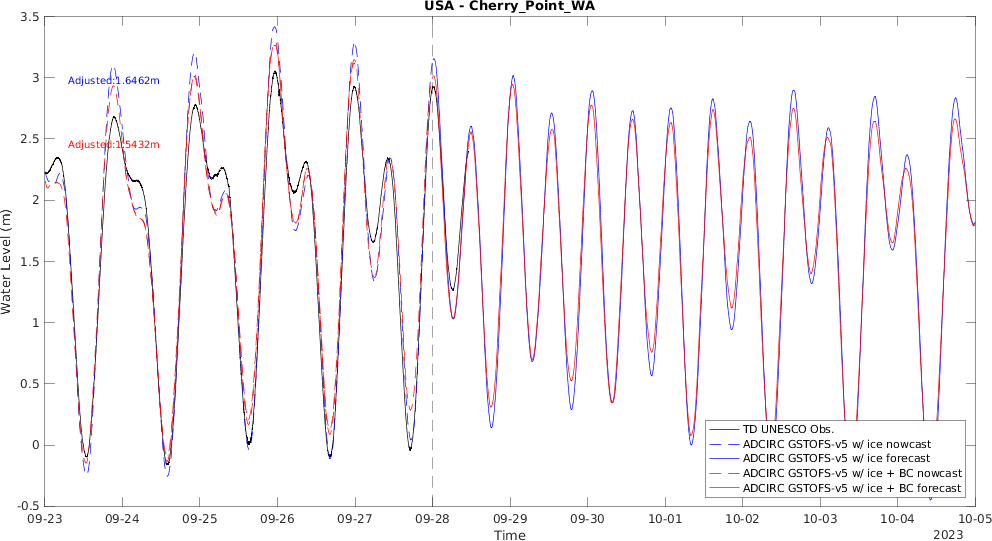 USA - Cherry_Point_WA
3.5
3
2.5
2
1.5
1
0.5
0
-0.5
Water Level (m)
Adjusted:1.6462m
Adjusted:1.5432m
TD UNESCO Obs.
ADCIRC GSTOFS-v5 w/ ice nowcast
ADCIRC GSTOFS-v5 w/ ice forecast
ADCIRC GSTOFS-v5 w/ ice + BC nowcast
ADCIRC GSTOFS-v5 w/ ice + BC forecast
09-23 09-24 09-25 09-26 09-27 09-28 09-29 09-30 10-01 10-02 10-03 10-04 10-05
Time
2023